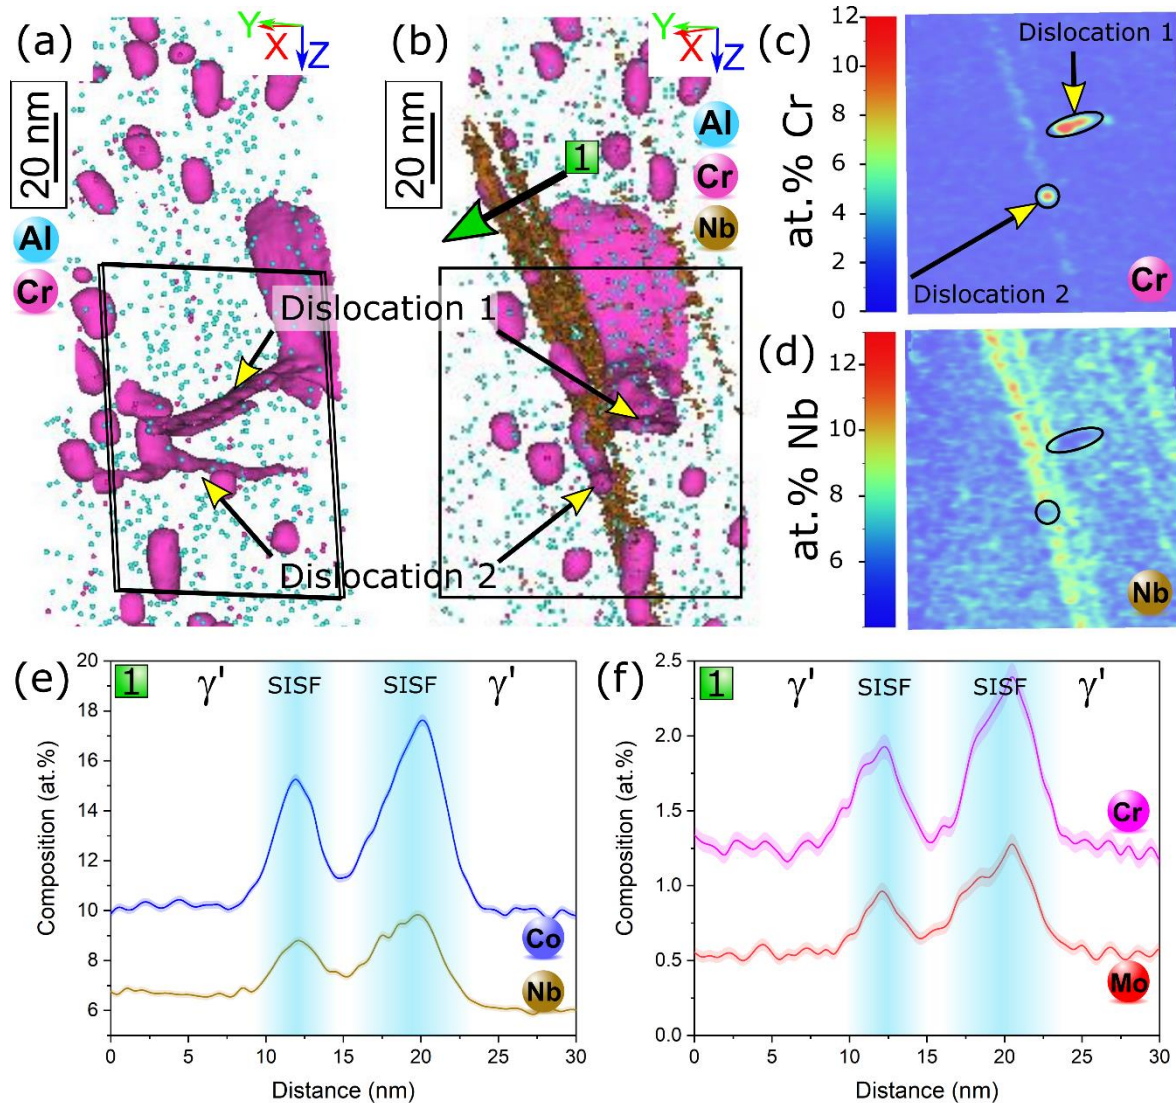 (a)
Y
X
Z
20 nm
Al
Cr
(b)
Y
X
Z
20 nm
1
Al
Cr
Nb
Dislocation 1
Dislocation 2
(c)
12
10
8
6
4
2
0
at.% Cr
Dislocation 1
Dislocation 2
Cr
(d)
12
10
8
6
at.% Nb
Nb
(e)
1
γ' SISF SISF γ'
20
18
16
14
12
10
8
6
Composition (at.%)
Co
Nb
0 5 10 15 20 25 30
Distance (nm)
(f)
1
γ' SISF SISF γ'
2.5
2.0
1.5
1.0
0.5
0.0
Composition (at.%)
Cr
Mo
0 5 10 15 20 25 30
Distance (nm)